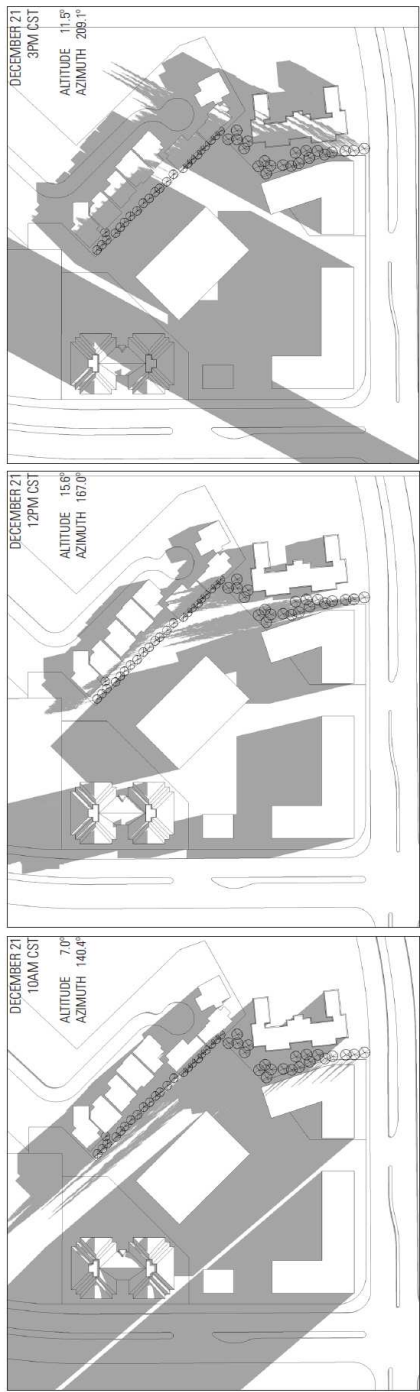 DECEMBER 21
10AM CST
ALTITUDE 7.0°
AZIMUTH 140.4°
DECEMBER 21
12PM CST
ALTITUDE 15.6°
AZIMUTH 167.0°
DECEMBER 21
3PM CST
ALTITUDE 11.5°
AZIMUTH 209.1°